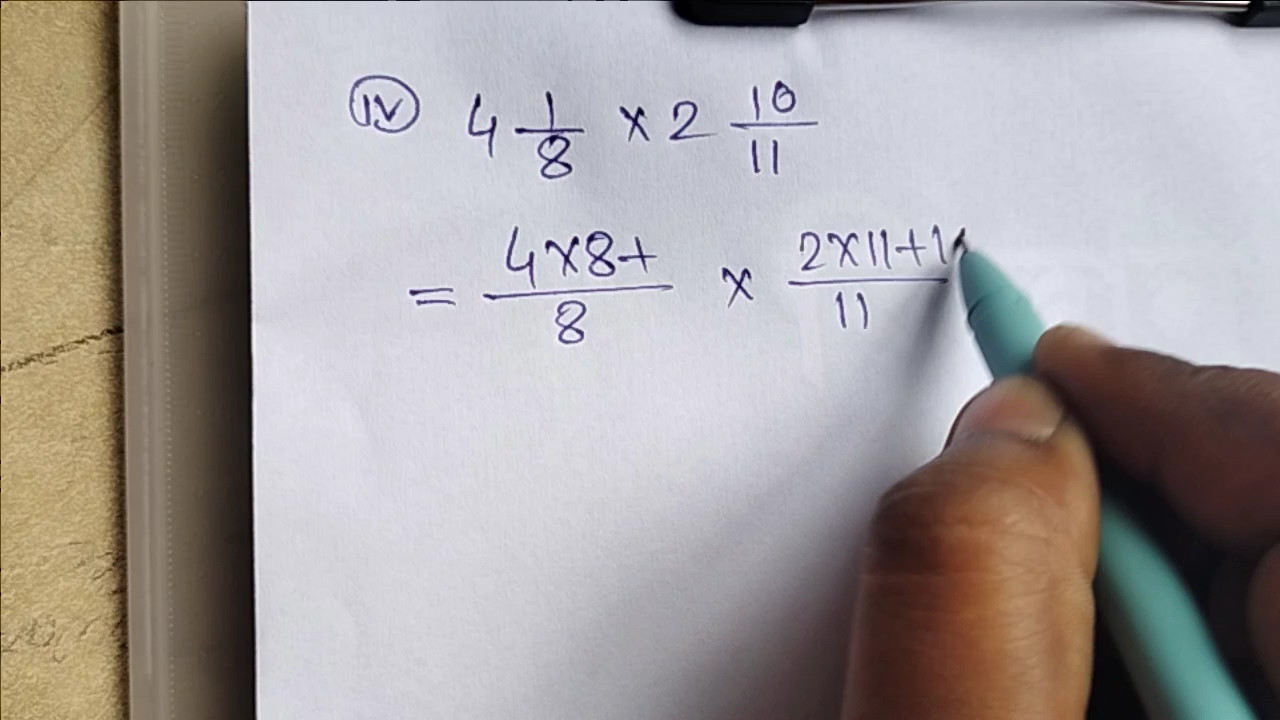 (IV) 4 1/8 × 2 10/11
= 4×8+/8 × 2×11+1/11